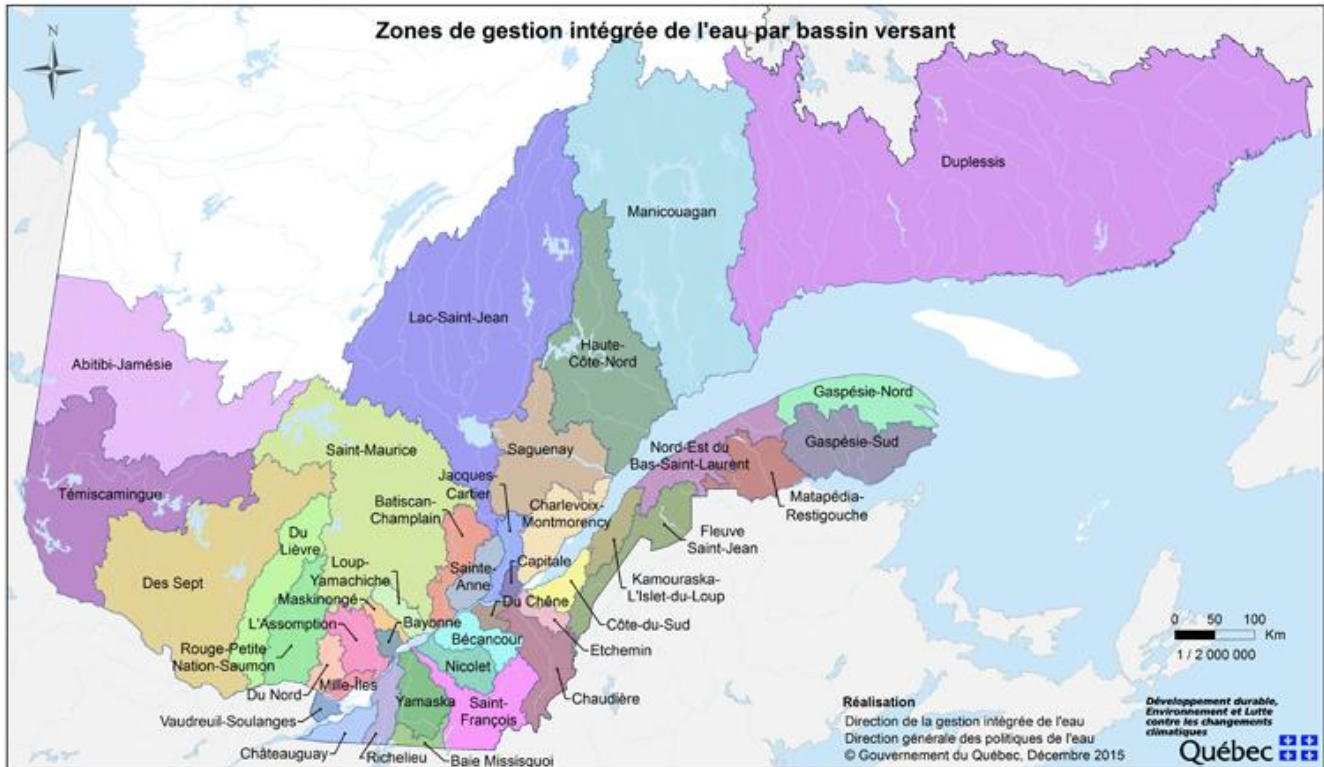 Zones de gestion intégrée de l'eau par bassin versant
N
Duplessis
Manicouagan
Lac-Saint-Jean
Haute-
Côte-Nord
Abitibi-Jamésie
Gaspésie-Nord
Gaspésie-Sud
Saint-Maurice
Saguenay
Nord-Est du
Bas-Saint-Laurent
Jacques-
Cartier
Témiscamingue
Batiscan-
Champlain
Charlevoix-
Montmorency
Matapédia-
Restigouche
Du
Lièvre
Fleuve
Saint-Jean
Des Sept
Loup-
Yamachiche
Sainte-
Anne
Capitale
Kamouraska-
L'Islet-du-Loup
Maskinongé
Du Chêne
L'Assomption
Bayonne
Côte-du-Sud
Bécancour
Etchemin
Rouge-Petite
Nation-Saumon
Nicolet
Du Nord
Mille-Îles
Yamaska
Saint-
François
Chaudière
Vaudreuil-Soulanges
Châteauguay
Richelieu
Baie Missisquoi
0 50 100
Km
1 / 2 000 000
Réalisation
Direction de la gestion intégrée de l'eau
Direction générale des politiques de l'eau
© Gouvernement du Québec, Décembre 2015
Développement durable,
Environnement et Lutte
contre les changements
climatiques
Québec